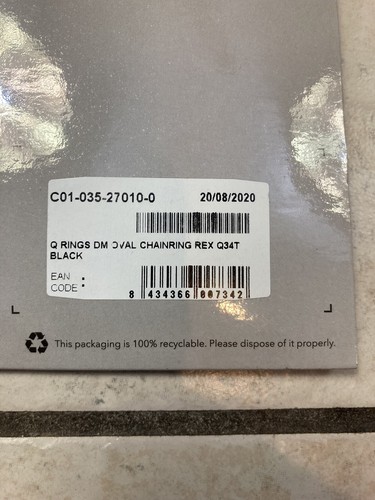 C01-035-27010-0 20/08/2020
Q RINGS DM OVAL CHAINRING REX Q34T
BLACK
EAN :
CODE :
8 434366 007342
This packaging is 100% recyclable. Please dispose of it properly.